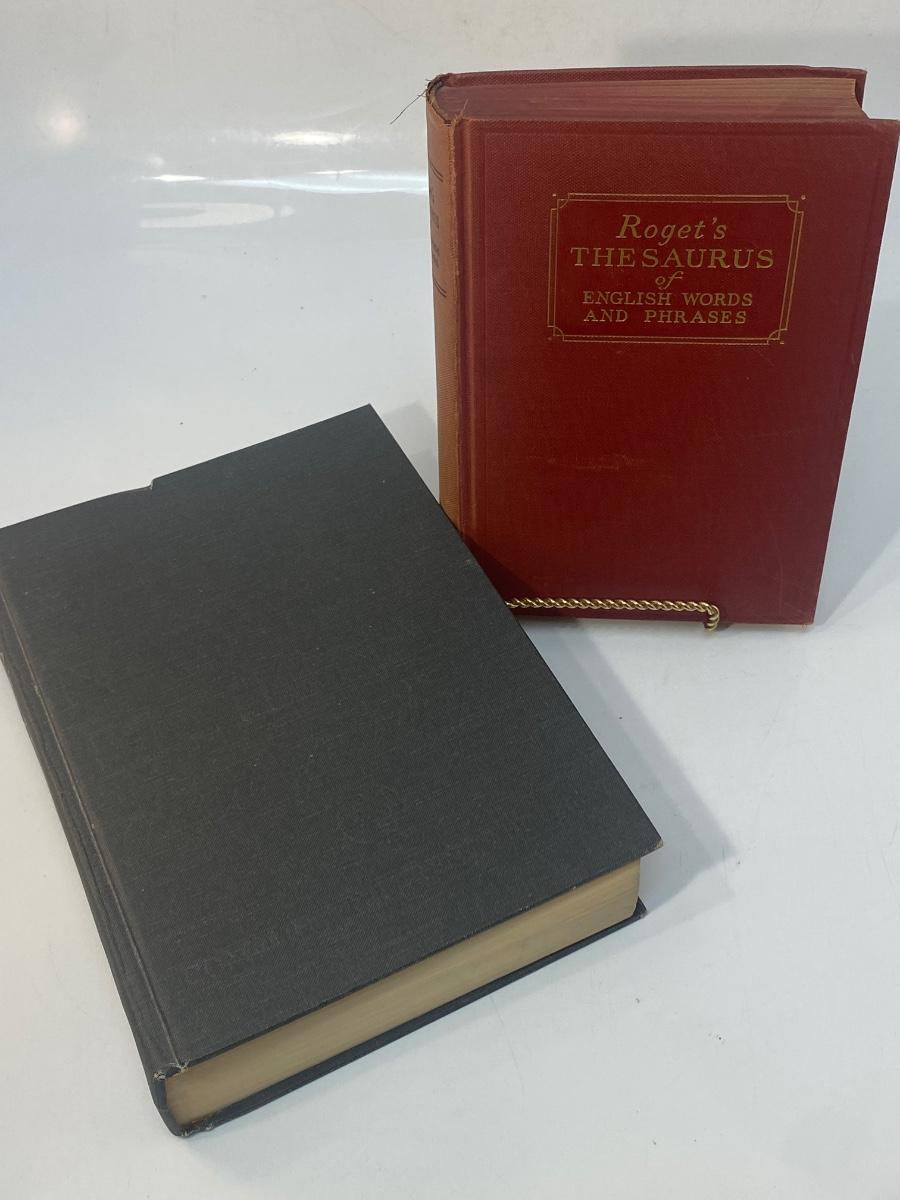 Roget's
THESAURUS
of
ENGLISH WORDS
AND PHRASES